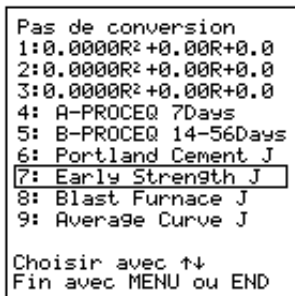 Pas de conversion
1:0.0000R²+0.00R+0.0
2:0.0000R²+0.00R+0.0
3:0.0000R²+0.00R+0.0
4: A-PROCEQ 7Days
5: B-PROCEQ 14-56Days
6: Portland Cement J
7: Early Strength J
8: Blast Furnace J
9: Average Curve J
Choisir avec ↑↓
Fin avec MENU ou END